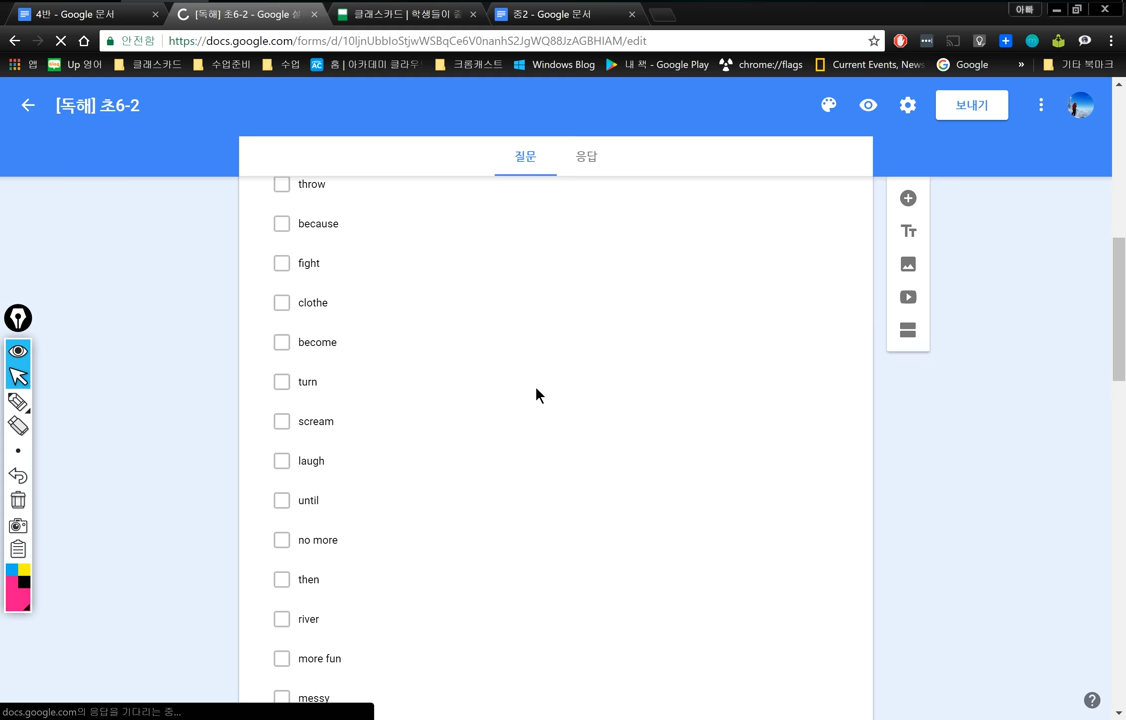 4반 - Google 문서
[독해] 초6-2 - Google 설
클래스카드 | 학생들이 좋
중2 - Google 문서
아빠
안전함
https://docs.google.com/forms/d/10IjnUbbIoStjwWSBqCe6V0nanhS2JgWQ88JzAGBHIAM/edit
앱
Up 영어
클래스카드
수업준비
수업
홈 | 아카데미 클라우
크롬캐스트
Windows Blog
내 책 - Google Play
chrome://flags
Current Events, News
Google
»
기타 북마크
[독해] 초6-2
보내기
질문
응답
throw
because
fight
clothe
become
turn
scream
laugh
until
no more
then
river
more fun
messy
docs.google.com의 응답을 기다리는 중...